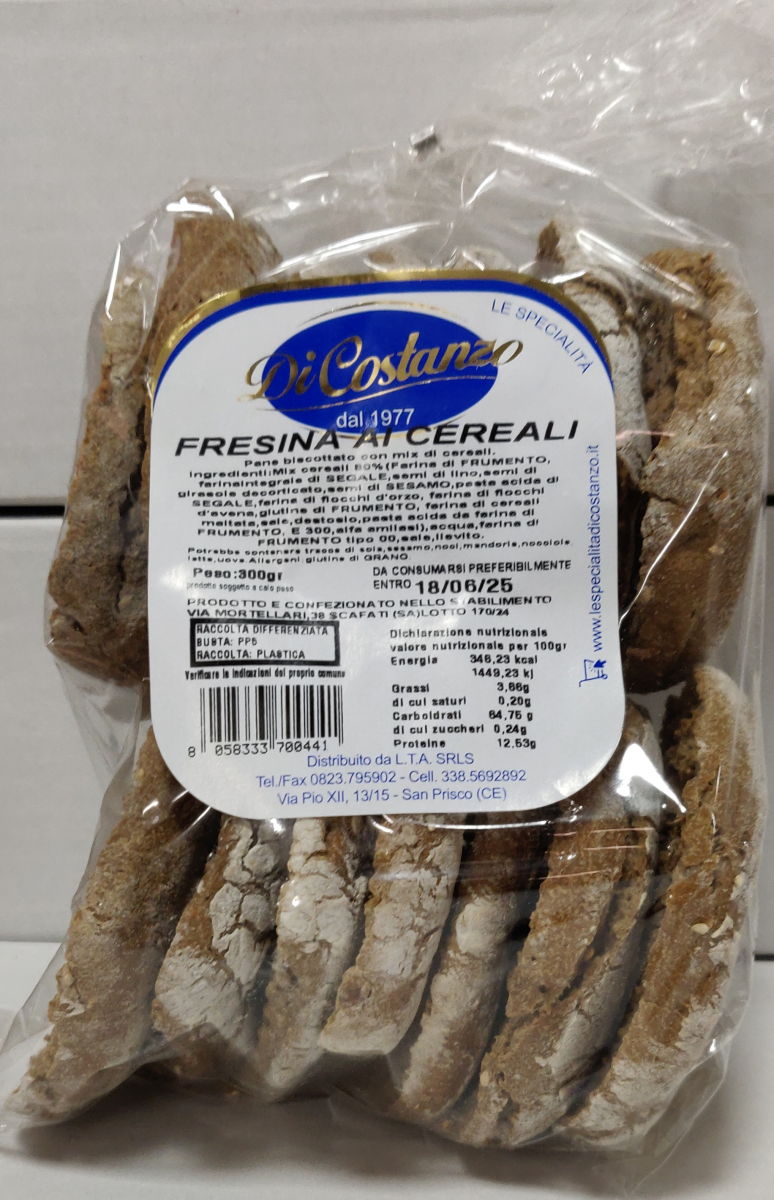 LE SPECIALITÀ
Di Costanzo
dal 1977
FRESINA AI CEREALI
Pane biscottato con mix di cereali.
Ingredienti:Mix cereali 80%(Farina di FRUMENTO,
farinaintegrale di SEGALE,semi di lino,semi di
girasole decorticato,semi di SESAMO,pasta acida di
SEGALE,farina di fiocchi d'orzo, farina di fiocchi
d'avena,glutine di FRUMENTO, farina di cereali
maltata,sale,destosio,pasta acida da farina di
FRUMENTO, E 300,alfa amilasi),acqua,farina di
FRUMENTO tipo 00,sale,lievito.
Potrebbe contenere tracce di soia,sesamo,noci,mandorle,nocciole,
latte,uova Allergeni:glutine di GRANO
Peso:300gr
prodotto soggetto a calo peso
DA CONSUMARSI PREFERIBILMENTE
ENTRO 18/06/25
PRODOTTO E CONFEZIONATO NELLO STABILIMENTO
VIA MORTELLARI,38 SCAFATI (SA)LOTTO 170/24
RACCOLTA DIFFERENZIATA
BUSTA: PP5
RACCOLTA: PLASTICA
Verificare le indicazioni del proprio comune
Dichiarazione nutrizionale
valore nutrizionale per 100gr
Energia 346,23 kcal
1449,23 kj
Grassi 3,66g
di cui saturi 0,20g
Carboidrati 64,75 g
di cui zuccheri 0,24g
Proteine 12,53g
8 058333 700441
Distribuito da L.T.A. SRLS
Tel./Fax 0823.795902 - Cell. 338.5692892
Via Pio XII, 13/15 - San Prisco (CE)
www.lespecialitadicostanzo.it